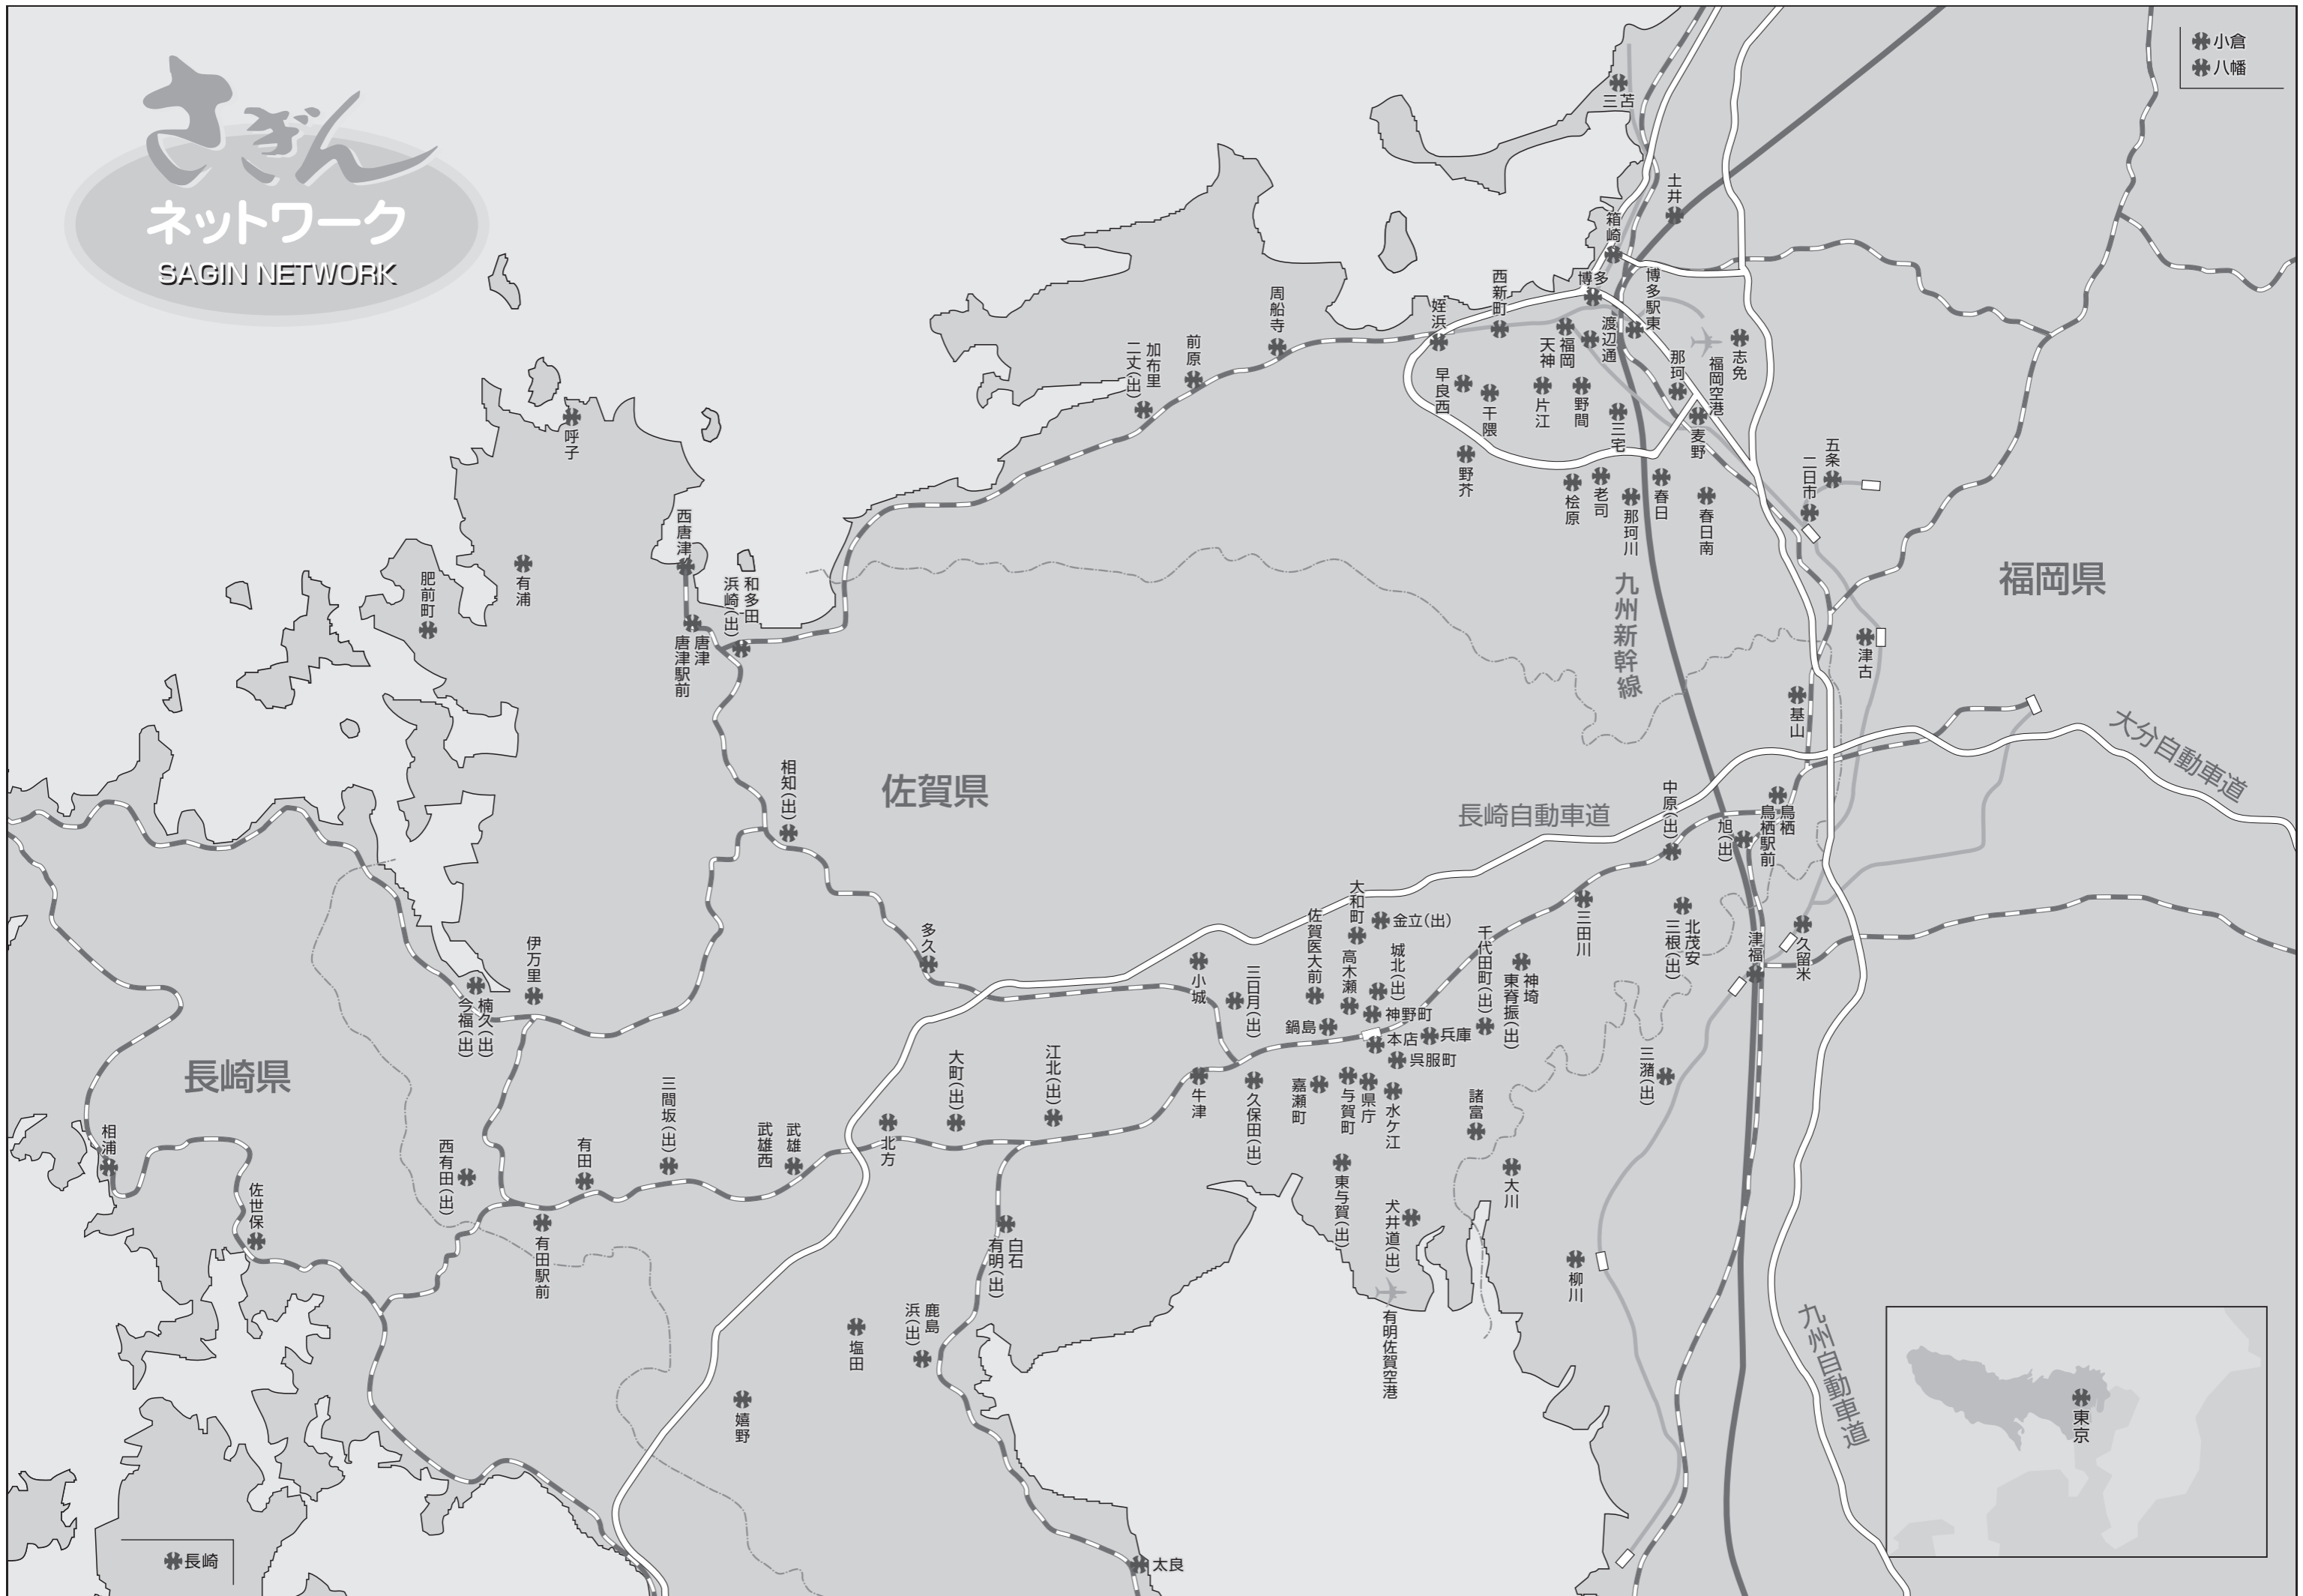 さぎん
ネットワーク
SAGIN NETWORK
小倉
八幡
三苫
土井
箱崎
博多
博多駅東
西新町
姪浜
周船寺
前原
加布里
二丈(出)
天神
福岡
渡辺通
那珂
福岡空港
志免
早良西
干隈
片江
野間
三宅
麦野
野芥
桧原
老司
那珂川
春日
春日南
二日市
五条
呼子
有浦
肥前町
西唐津
浜崎(出)
和多田
唐津
唐津駅前
九州新幹線
福岡県
津古
基山
大分自動車道
相知(出)
佐賀県
長崎自動車道
中原(出)
旭(出)
鳥栖
鳥栖駅前
大和町
金立(出)
佐賀医大前
高木瀬
城北(出)
千代田町(出)
神埼
東脊振(出)
三田川
北茂安
三根(出)
津福
久留米
伊万里
多久
小城
三日月(出)
楠久(出)
今福(出)
鍋島
神野町
本店
兵庫
呉服町
長崎県
大町(出)
江北(出)
牛津
久保田(出)
嘉瀬町
与賀町
県庁
水ケ江
諸富
三潴(出)
相浦
西有田(出)
有田
三間坂(出)
武雄
武雄西
北方
佐世保
有田駅前
白石
有明(出)
東与賀(出)
犬井道(出)
大川
柳川
塩田
鹿島
浜(出)
有明佐賀空港
九州自動車道
嬉野
東京
長崎
太良